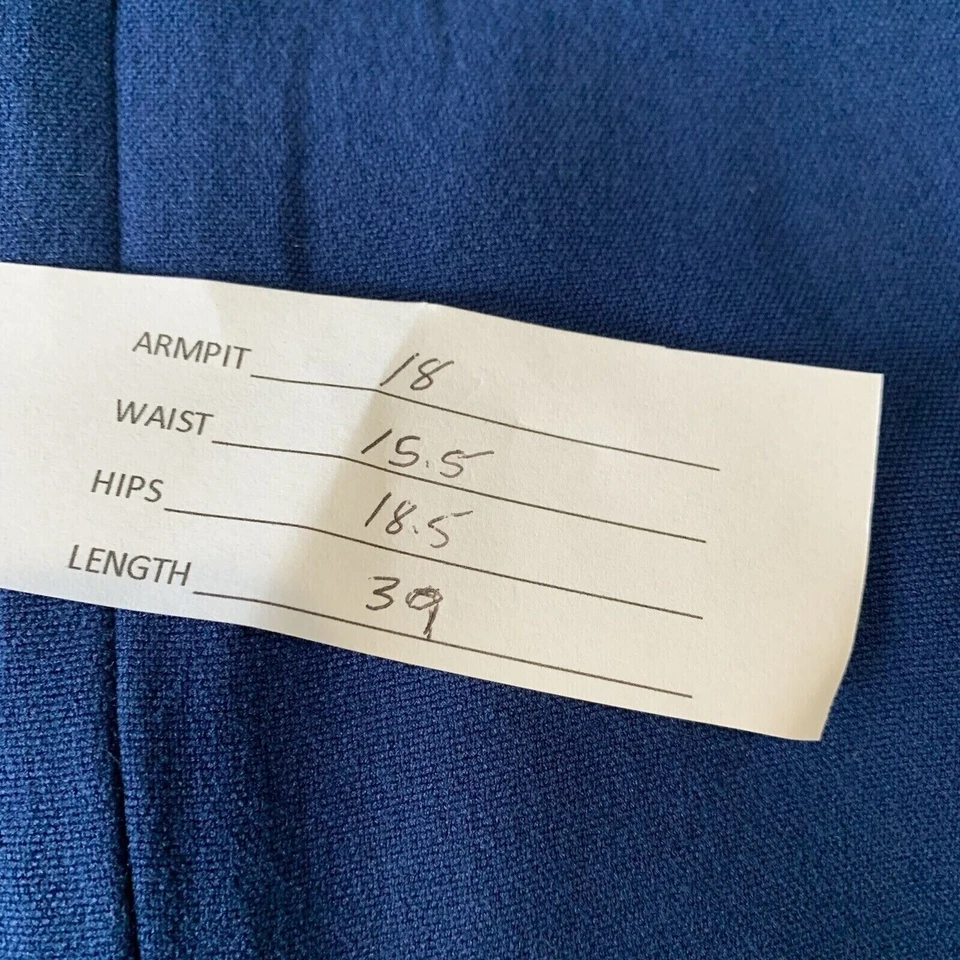 ARMPIT 18
WAIST 15.5
HIPS 18.5
LENGTH 39